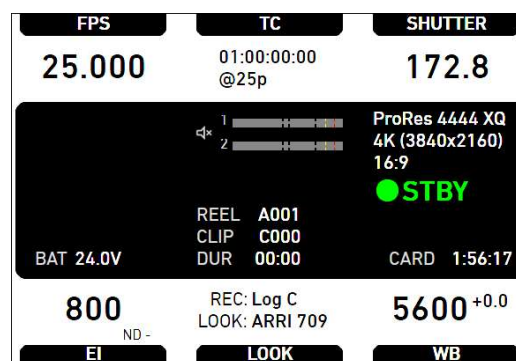 FPS TC SHUTTER
25.000 01:00:00:00 172.8
@25p
1
2
ProRes 4444 XQ
4K (3840x2160)
16:9
STBY
REEL A001
CLIP C000
BAT 24.0V DUR 00:00 CARD 1:56:17
800 REC: Log C 5600 +0.0
ND - LOOK: ARRI 709
EI LOOK WB